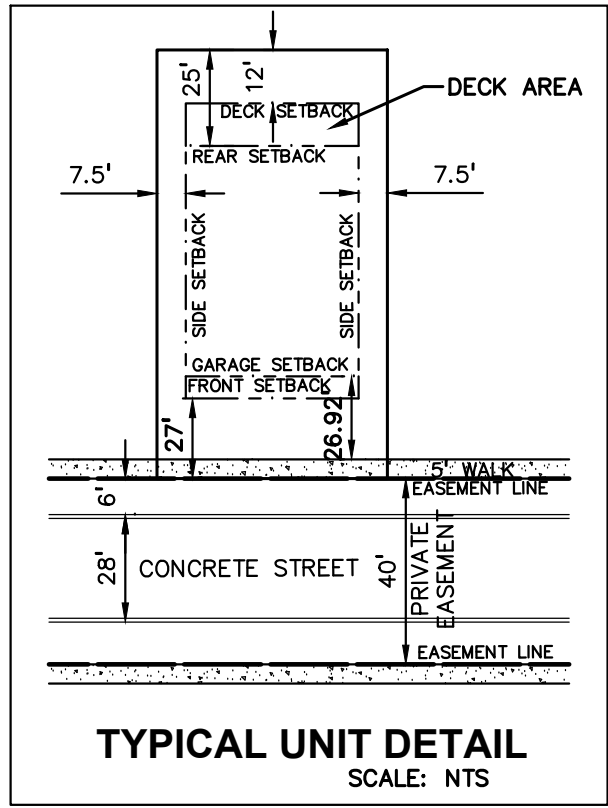 25'
12'
DECK AREA
DECK SETBACK
REAR SETBACK
7.5'
7.5'
SIDE SETBACK
SIDE SETBACK
GARAGE SETBACK
FRONT SETBACK
27'
26.92'
5' WALK
EASEMENT LINE
6'
28'
CONCRETE STREET
40'
PRIVATE
EASEMENT
EASEMENT LINE
TYPICAL UNIT DETAIL
SCALE: NTS